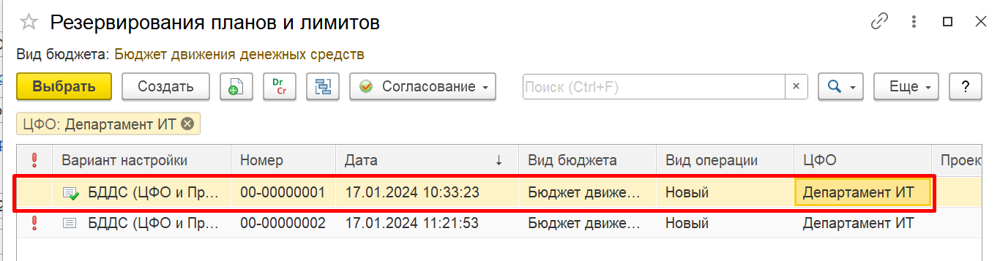 Резервирования планов и лимитов
Вид бюджета: Бюджет движения денежных средств
Выбрать Создать Dr Cr Согласование Поиск (Ctrl+F) × Еще ?
ЦФО: Департамент ИТ
Вариант настройки Номер Дата ↓ Вид бюджета Вид операции ЦФО Проек
БДДС (ЦФО и Пр... 00-00000001 17.01.2024 10:33:23 Бюджет движе... Новый Департамент ИТ
БДДС (ЦФО и Пр... 00-00000002 17.01.2024 11:21:53 Бюджет движе... Новый Департамент ИТ